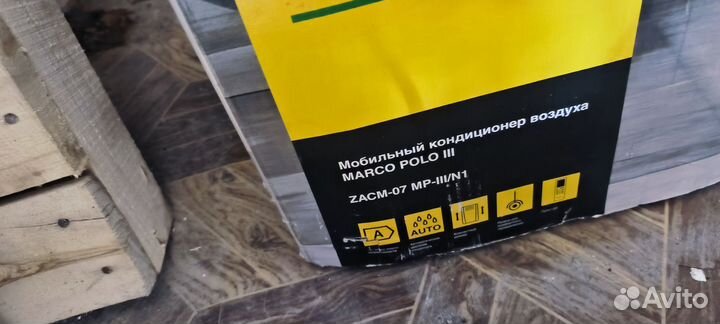 Мобильный кондиционер воздуха
MARCO POLO III
ZACM-07 MP-III/N1
A
AUTO
Avito